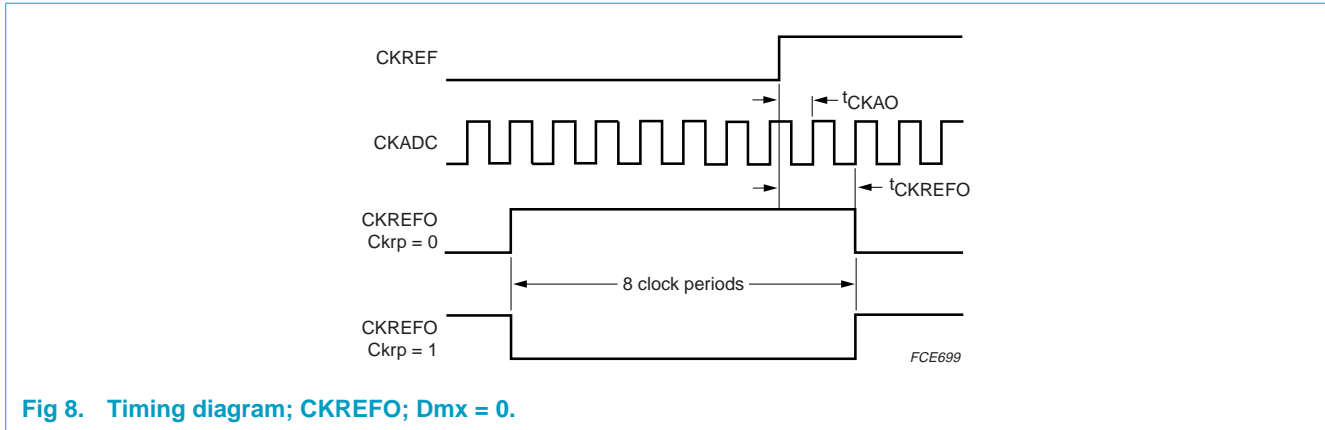 CKREF
tCKAO
CKADC
tCKREFO
CKREFO
Ckrp = 0
8 clock periods
CKREFO
Ckrp = 1
FCE699
Fig 8. Timing diagram; CKREFO; Dmx = 0.